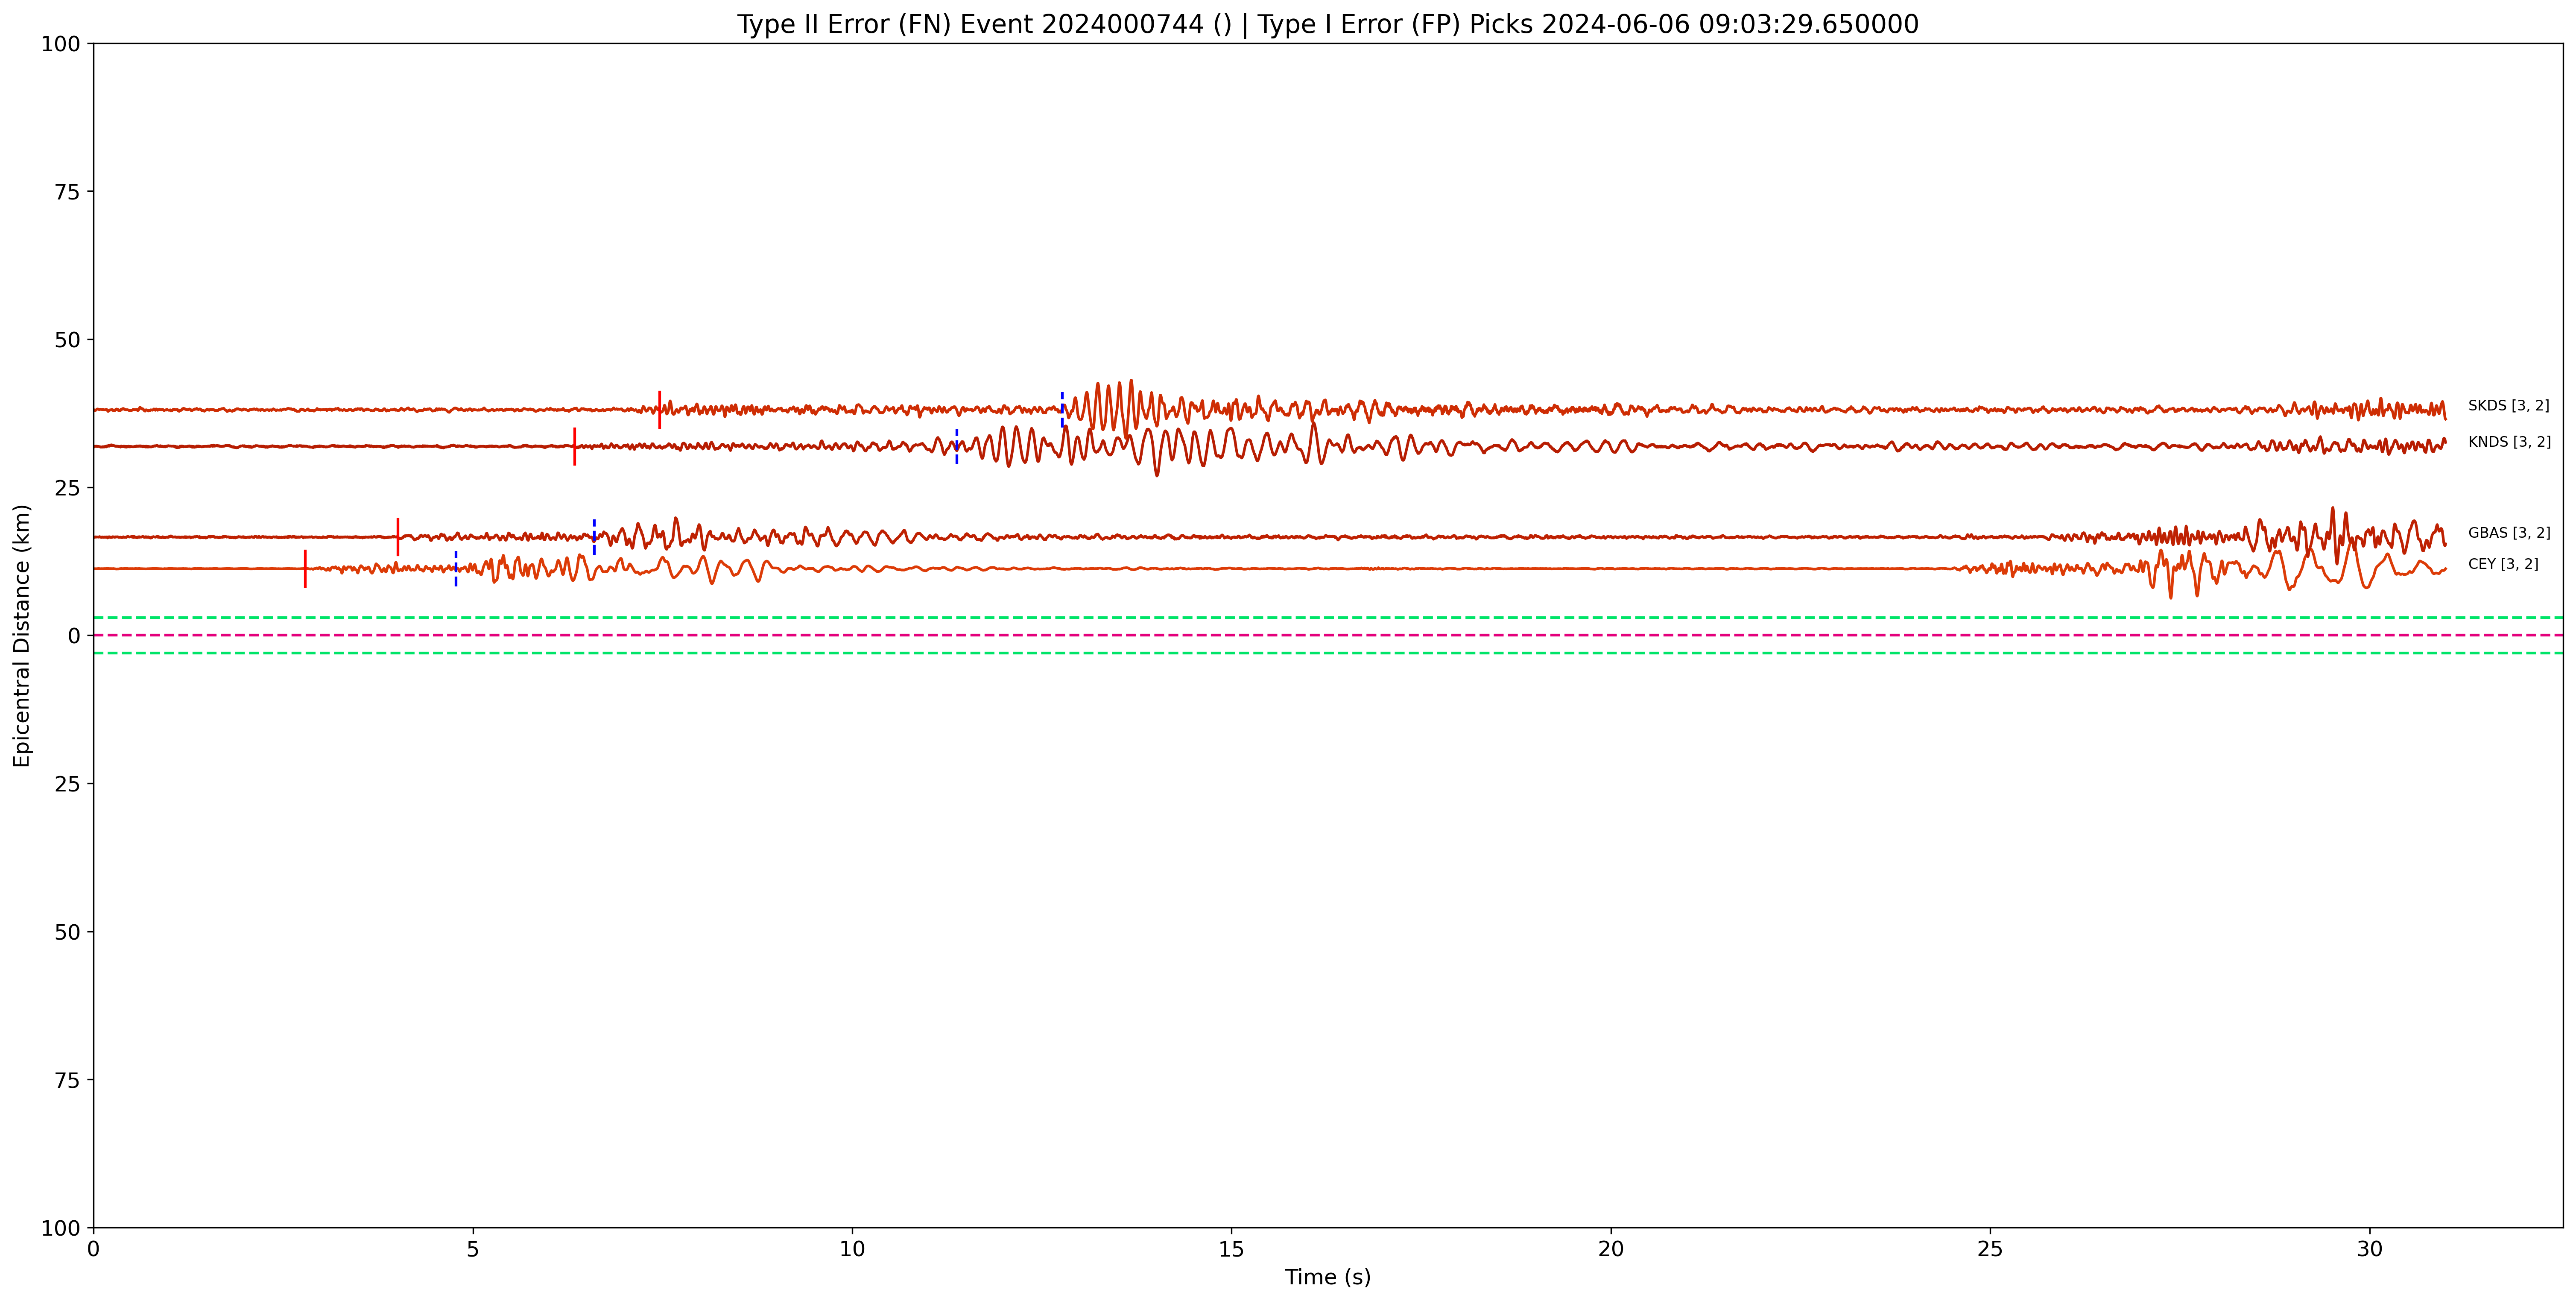 Type II Error (FN) Event 2024000744 () | Type I Error (FP) Picks 2024-06-06 09:03:29.650000
100
75
50
25
0
25
50
75
100
Epicentral Distance (km)
SKDS [3, 2]
KNDS [3, 2]
GBAS [3, 2]
CEY [3, 2]
0 5 10 15 20 25 30
Time (s)